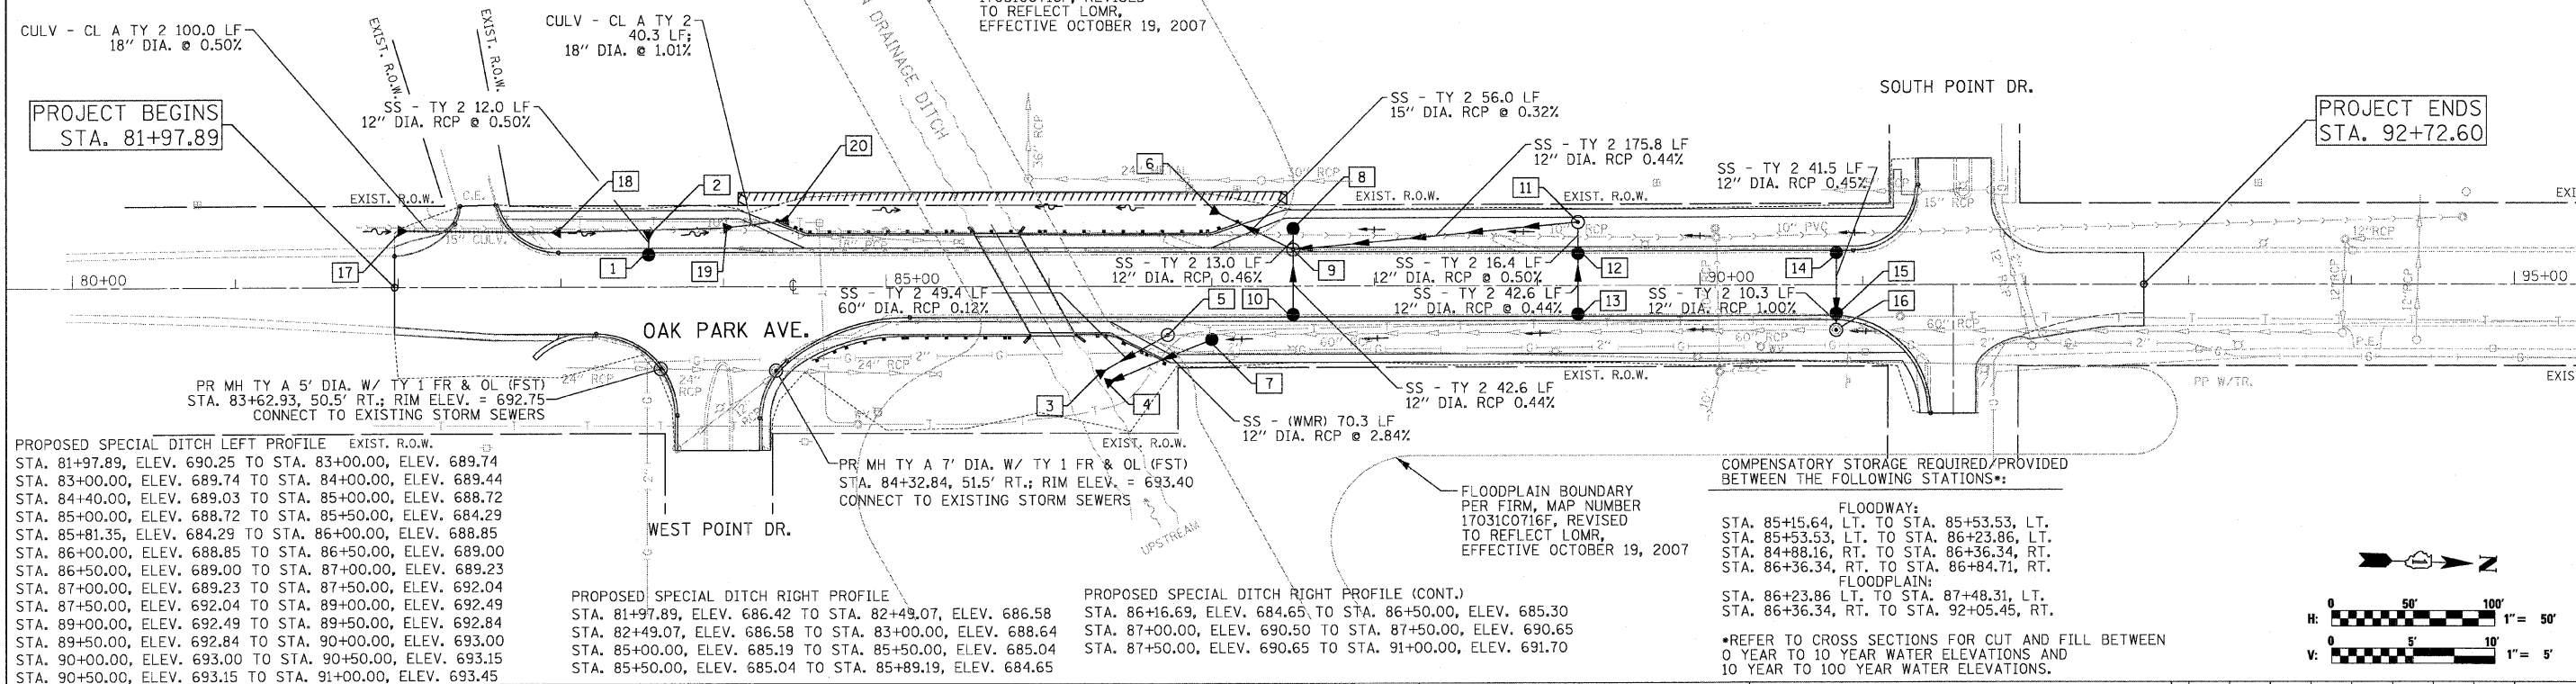 CULV - CL A TY 2 100.0 LF
18" DIA. @ 0.50%
EXIST. R.O.W.
EXIST. R.O.W.
CULV - CL A TY 2
40.3 LF;
18" DIA. @ 1.01%
DRAINAGE DITCH
TO REFLECT LOMR,
EFFECTIVE OCTOBER 19, 2007
PROJECT BEGINS
STA. 81+97.89
SS - TY 2 12.0 LF
12" DIA. RCP @ 0.50%
SS - TY 2 56.0 LF
15" DIA. RCP @ 0.32%
SS - TY 2 175.8 LF
12" DIA. RCP 0.44%
SS - TY 2 41.5 LF
12" DIA. RCP 0.45%
SOUTH POINT DR.
PROJECT ENDS
STA. 92+72.60
36" RCP
30" RCP
20
6
8
11
18
2
EXIST. R.O.W.
C.E.
EXIST. R.O.W.
EXIST. R.O.W.
15" RCP
15" CULV.
10" PVC
12" RCP
17
1
19
9
12
14
15
16
SS - TY 2 13.0 LF
12" DIA. RCP 0.46%
SS - TY 2 16.4 LF
12" DIA. RCP @ 0.50%
80+00
85+00
90+00
95+00
SS - TY 2 49.4 LF
60" DIA. RCP 0.12%
5
10
SS - TY 2 42.6 LF
12" DIA. RCP @ 0.44%
13
SS - TY 2 10.3 LF
12" DIA. RCP 1.00%
OAK PARK AVE.
12" RCP
12" RCP
60" RCP
60" RCP
60" RCP
24" RCP
24" RCP
24" RCP
2"
2"
2"
(P.E.)
PP W/TR.
EXIST. R.O.W.
PR MH TY A 5' DIA. W/ TY 1 FR & OL (FST)
STA. 83+62.93, 50.5' RT.; RIM ELEV. = 692.75
CONNECT TO EXISTING STORM SEWERS
3
4
7
SS - TY 2 42.6 LF
12" DIA. RCP 0.44%
SS - (WMR) 70.3 LF
12" DIA. RCP @ 2.84%
EXIST. R.O.W.
EXIST. R.O.W.
PR MH TY A 7' DIA. W/ TY 1 FR & OL (FST)
STA. 84+32.84, 51.5' RT.; RIM ELEV. = 693.40
CONNECT TO EXISTING STORM SEWERS
WEST POINT DR.
UPSTREAM
FLOODPLAIN BOUNDARY
PER FIRM, MAP NUMBER
17031C0716F, REVISED
TO REFLECT LOMR,
EFFECTIVE OCTOBER 19, 2007
PROPOSED SPECIAL DITCH LEFT PROFILE
STA. 81+97.89, ELEV. 690.25 TO STA. 83+00.00, ELEV. 689.74
STA. 83+00.00, ELEV. 689.74 TO STA. 84+00.00, ELEV. 689.44
STA. 84+40.00, ELEV. 689.03 TO STA. 85+00.00, ELEV. 688.72
STA. 85+00.00, ELEV. 688.72 TO STA. 85+50.00, ELEV. 684.29
STA. 85+81.35, ELEV. 684.29 TO STA. 86+00.00, ELEV. 688.85
STA. 86+00.00, ELEV. 688.85 TO STA. 86+50.00, ELEV. 689.00
STA. 86+50.00, ELEV. 689.00 TO STA. 87+00.00, ELEV. 689.23
STA. 87+00.00, ELEV. 689.23 TO STA. 87+50.00, ELEV. 692.04
STA. 87+50.00, ELEV. 692.04 TO STA. 89+00.00, ELEV. 692.49
STA. 89+00.00, ELEV. 692.49 TO STA. 89+50.00, ELEV. 692.84
STA. 89+50.00, ELEV. 692.84 TO STA. 90+00.00, ELEV. 693.00
STA. 90+00.00, ELEV. 693.00 TO STA. 90+50.00, ELEV. 693.15
STA. 90+50.00, ELEV. 693.15 TO STA. 91+00.00, ELEV. 693.45
PROPOSED SPECIAL DITCH RIGHT PROFILE
STA. 81+97.89, ELEV. 686.42 TO STA. 82+49.07, ELEV. 686.58
STA. 82+49.07, ELEV. 686.58 TO STA. 83+00.00, ELEV. 688.64
STA. 85+00.00, ELEV. 685.19 TO STA. 85+50.00, ELEV. 685.04
STA. 85+50.00, ELEV. 685.04 TO STA. 85+89.19, ELEV. 684.65
PROPOSED SPECIAL DITCH RIGHT PROFILE (CONT.)
STA. 86+16.69, ELEV. 684.65 TO STA. 86+50.00, ELEV. 685.30
STA. 87+00.00, ELEV. 690.50 TO STA. 87+50.00, ELEV. 690.65
STA. 87+50.00, ELEV. 690.65 TO STA. 91+00.00, ELEV. 691.70
COMPENSATORY STORAGE REQUIRED/PROVIDED
BETWEEN THE FOLLOWING STATIONS*:
FLOODWAY:
STA. 85+15.64, LT. TO STA. 85+53.53, LT.
STA. 85+53.53, LT. TO STA. 86+23.86, LT.
STA. 84+88.16, RT. TO STA. 86+36.34, RT.
STA. 86+36.34, RT. TO STA. 86+84.71, RT.
FLOODPLAIN:
STA. 86+23.86 LT. TO STA. 87+48.31, LT.
STA. 86+36.34, RT. TO STA. 92+05.45, RT.
*REFER TO CROSS SECTIONS FOR CUT AND FILL BETWEEN
0 YEAR TO 10 YEAR WATER ELEVATIONS AND
10 YEAR TO 100 YEAR WATER ELEVATIONS.
N
0 50' 100'
H: 1"= 50'
0 5' 10'
V: 1"= 5'